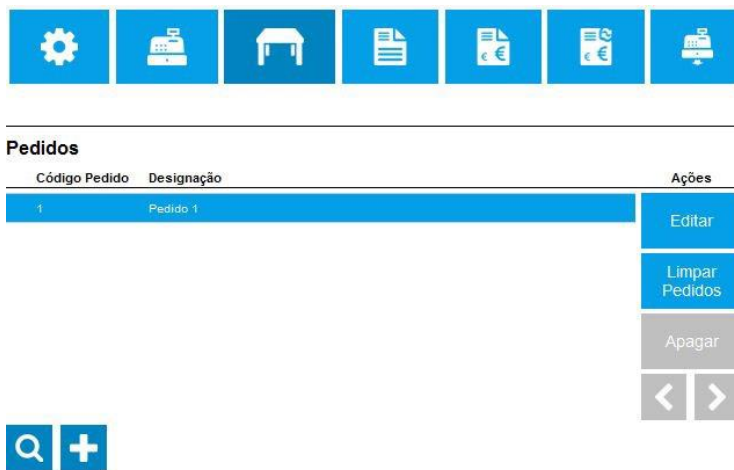 Pedidos
Código Pedido Designação Ações
1 Pedido 1
Editar
Limpar
Pedidos
Apagar